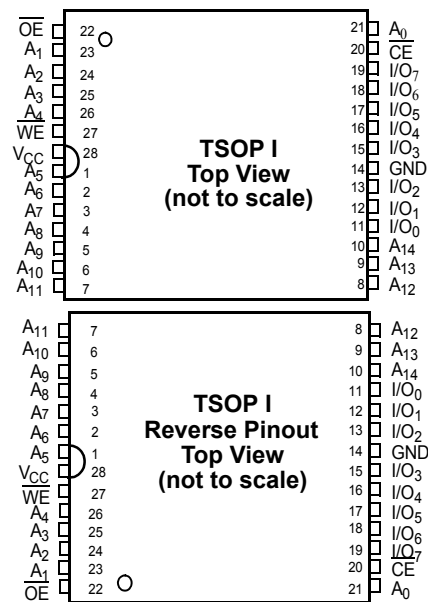 OE 22 21 A0
A1 23 20 CE
A2 24 19 I/O7
A3 25 18 I/O6
A4 26 17 I/O5
WE 27 16 I/O4
VCC 28 TSOP I 15 I/O3
A5 1 Top View 14 GND
A6 2 (not to scale) 13 I/O2
A7 3 12 I/O1
A8 4 11 I/O0
A9 5 10 A14
A10 6 9 A13
A11 7 8 A12
A11 7 8 A12
A10 6 9 A13
A9 5 10 A14
A8 4 11 I/O0
A7 3 TSOP I 12 I/O1
A6 2 Reverse Pinout 13 I/O2
A5 1 Top View 14 GND
VCC 28 (not to scale) 15 I/O3
WE 27 16 I/O4
A4 26 17 I/O5
A3 25 18 I/O6
A2 24 19 I/O7
A1 23 20 CE
OE 22 21 A0